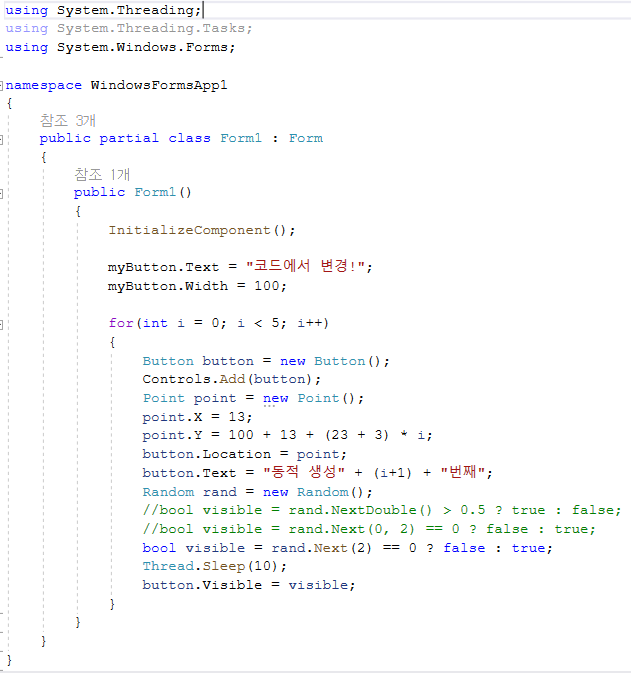 using System.Threading;
using System.Threading.Tasks;
using System.Windows.Forms;
namespace WindowsFormsApp1
{
참조 3개
public partial class Form1 : Form
{
참조 1개
public Form1()
{
InitializeComponent();
myButton.Text = "코드에서 변경!";
myButton.Width = 100;
for(int i = 0; i < 5; i++)
{
Button button = new Button();
Controls.Add(button);
Point point = new Point();
point.X = 13;
point.Y = 100 + 13 + (23 + 3) * i;
button.Location = point;
button.Text = "동적 생성" + (i+1) + "번째";
Random rand = new Random();
//bool visible = rand.NextDouble() > 0.5 ? true : false;
//bool visible = rand.Next(0, 2) == 0 ? false : true;
bool visible = rand.Next(2) == 0 ? false : true;
Thread.Sleep(10);
button.Visible = visible;
}
}
}
}